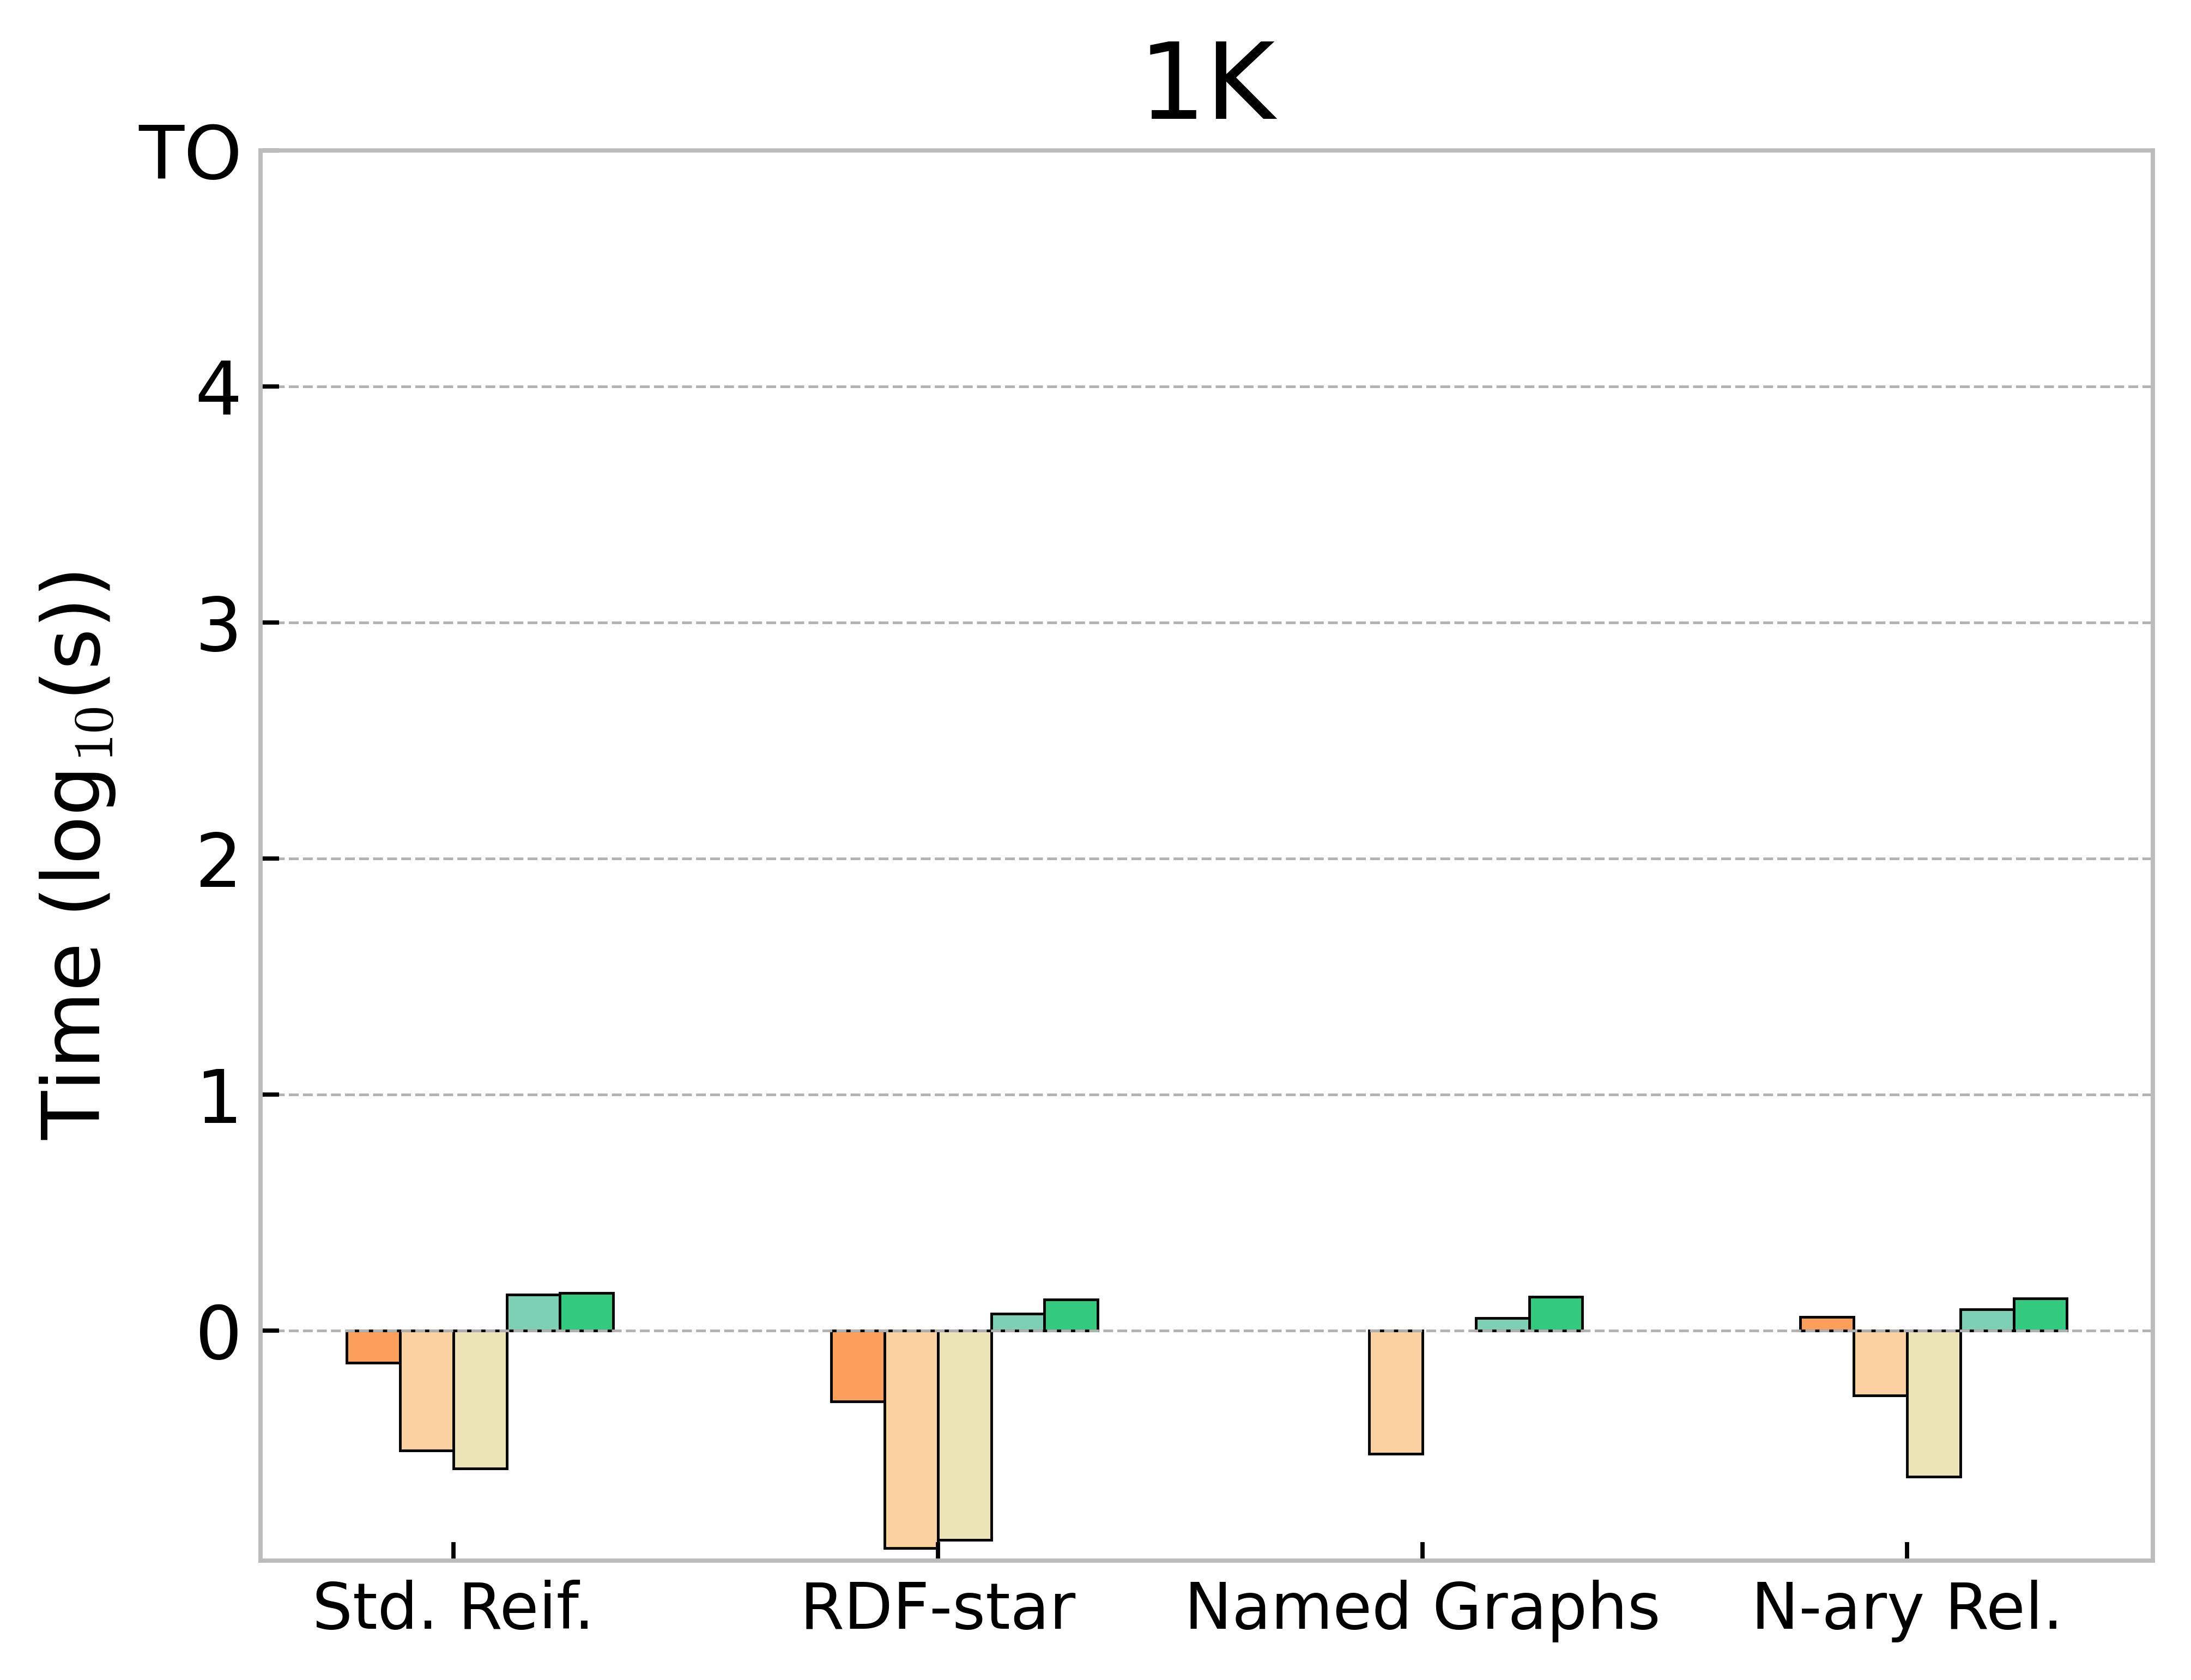 1K
TO
4
3
2
1
0
Time (log₁₀(s))
Std. Reif.
RDF-star
Named Graphs
N-ary Rel.